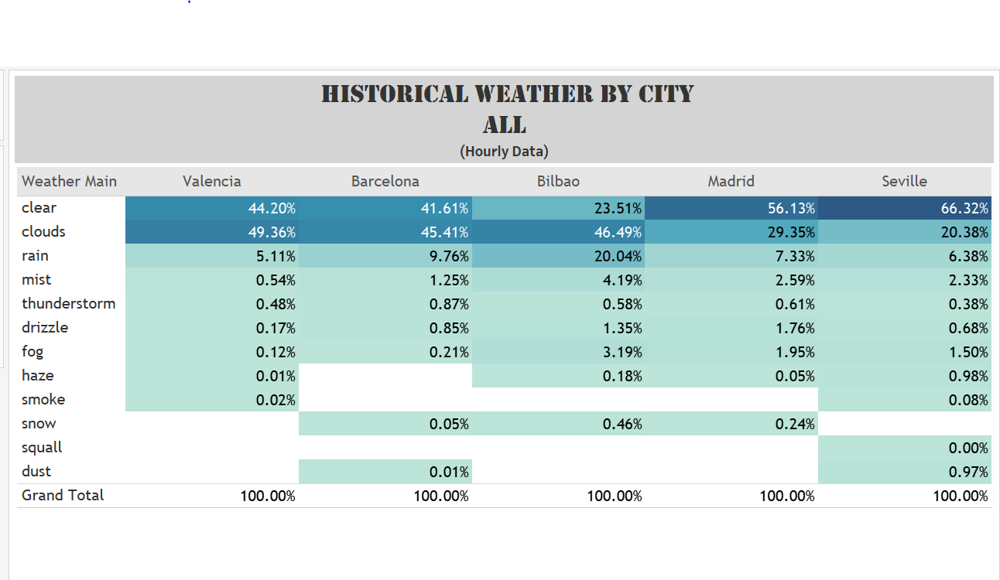 HISTORICAL WEATHER BY CITY
ALL
(Hourly Data)
Weather Main Valencia Barcelona Bilbao Madrid Seville
clear 44.20% 41.61% 23.51% 56.13% 66.32%
clouds 49.36% 45.41% 46.49% 29.35% 20.38%
rain 5.11% 9.76% 20.04% 7.33% 6.38%
mist 0.54% 1.25% 4.19% 2.59% 2.33%
thunderstorm 0.48% 0.87% 0.58% 0.61% 0.38%
drizzle 0.17% 0.85% 1.35% 1.76% 0.68%
fog 0.12% 0.21% 3.19% 1.95% 1.50%
haze 0.01% 0.18% 0.05% 0.98%
smoke 0.02% 0.08%
snow 0.05% 0.46% 0.24%
squall 0.00%
dust 0.01% 0.97%
Grand Total 100.00% 100.00% 100.00% 100.00% 100.00%